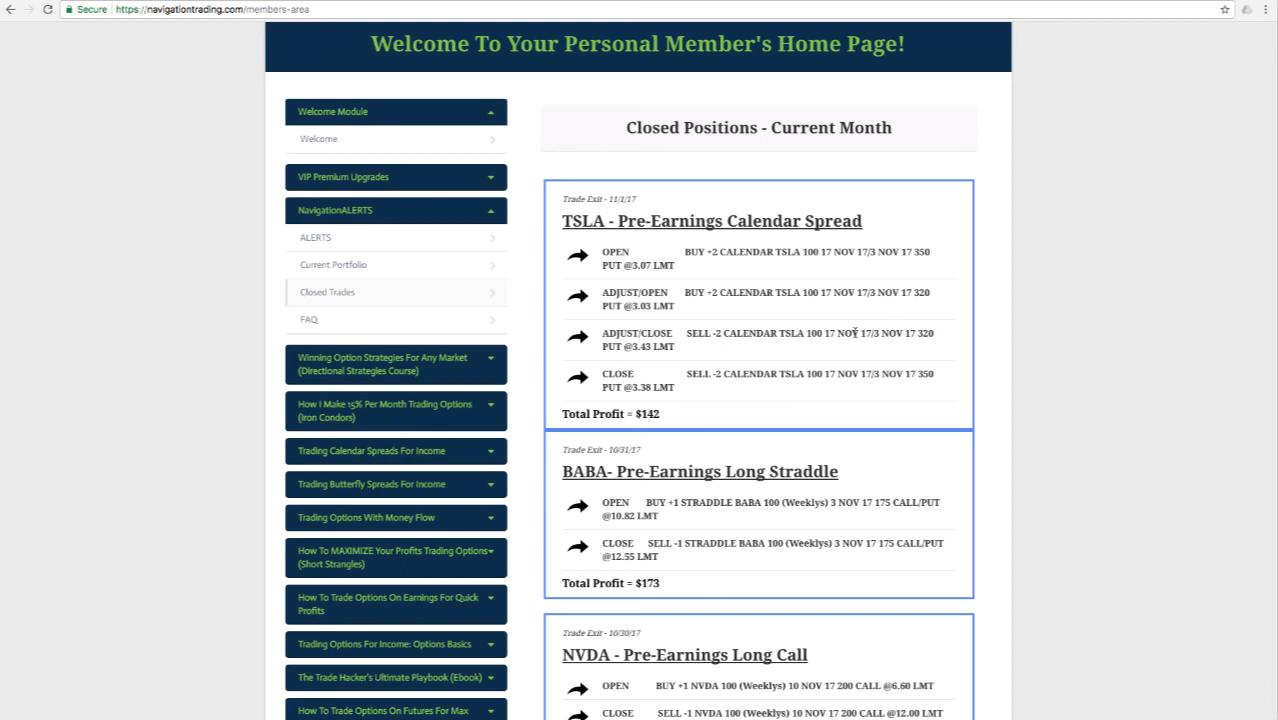 Secure
https://navigationtrading.com/members-area
Welcome To Your Personal Member's Home Page!
Welcome Module
Welcome
VIP Premium Upgrades
NavigationALERTS
ALERTS
Current Portfolio
Closed Trades
FAQ
Winning Option Strategies For Any Market
(Directional Strategies Course)
How I Make 15% Per Month Trading Options
(Iron Condors)
Trading Calendar Spreads For Income
Trading Butterfly Spreads For Income
Trading Options With Money Flow
How To MAXIMIZE Your Profits Trading Options
(Short Strangles)
How To Trade Options On Earnings For Quick
Profits
Trading Options For Income: Options Basics
The Trade Hacker's Ultimate Playbook (Ebook)
How To Trade Options On Futures For Max
Closed Positions - Current Month
Trade Exit - 11/1/17
TSLA - Pre-Earnings Calendar Spread
OPEN BUY +2 CALENDAR TSLA 100 17 NOV 17/3 NOV 17 350
PUT @3.07 LMT
ADJUST/OPEN BUY +2 CALENDAR TSLA 100 17 NOV 17/3 NOV 17 320
PUT @3.03 LMT
ADJUST/CLOSE SELL -2 CALENDAR TSLA 100 17 NOV 17/3 NOV 17 320
PUT @3.43 LMT
CLOSE SELL -2 CALENDAR TSLA 100 17 NOV 17/3 NOV 17 350
PUT @3.38 LMT
Total Profit = $142
Trade Exit - 10/31/17
BABA- Pre-Earnings Long Straddle
OPEN BUY +1 STRADDLE BABA 100 (Weeklys) 3 NOV 17 175 CALL/PUT
@10.82 LMT
CLOSE SELL -1 STRADDLE BABA 100 (Weeklys) 3 NOV 17 175 CALL/PUT
@12.55 LMT
Total Profit = $173
Trade Exit - 10/30/17
NVDA - Pre-Earnings Long Call
OPEN BUY +1 NVDA 100 (Weeklys) 10 NOV 17 200 CALL @6.60 LMT
CLOSE SELL -1 NVDA 100 (Weeklys) 10 NOV 17 200 CALL @12.00 LMT